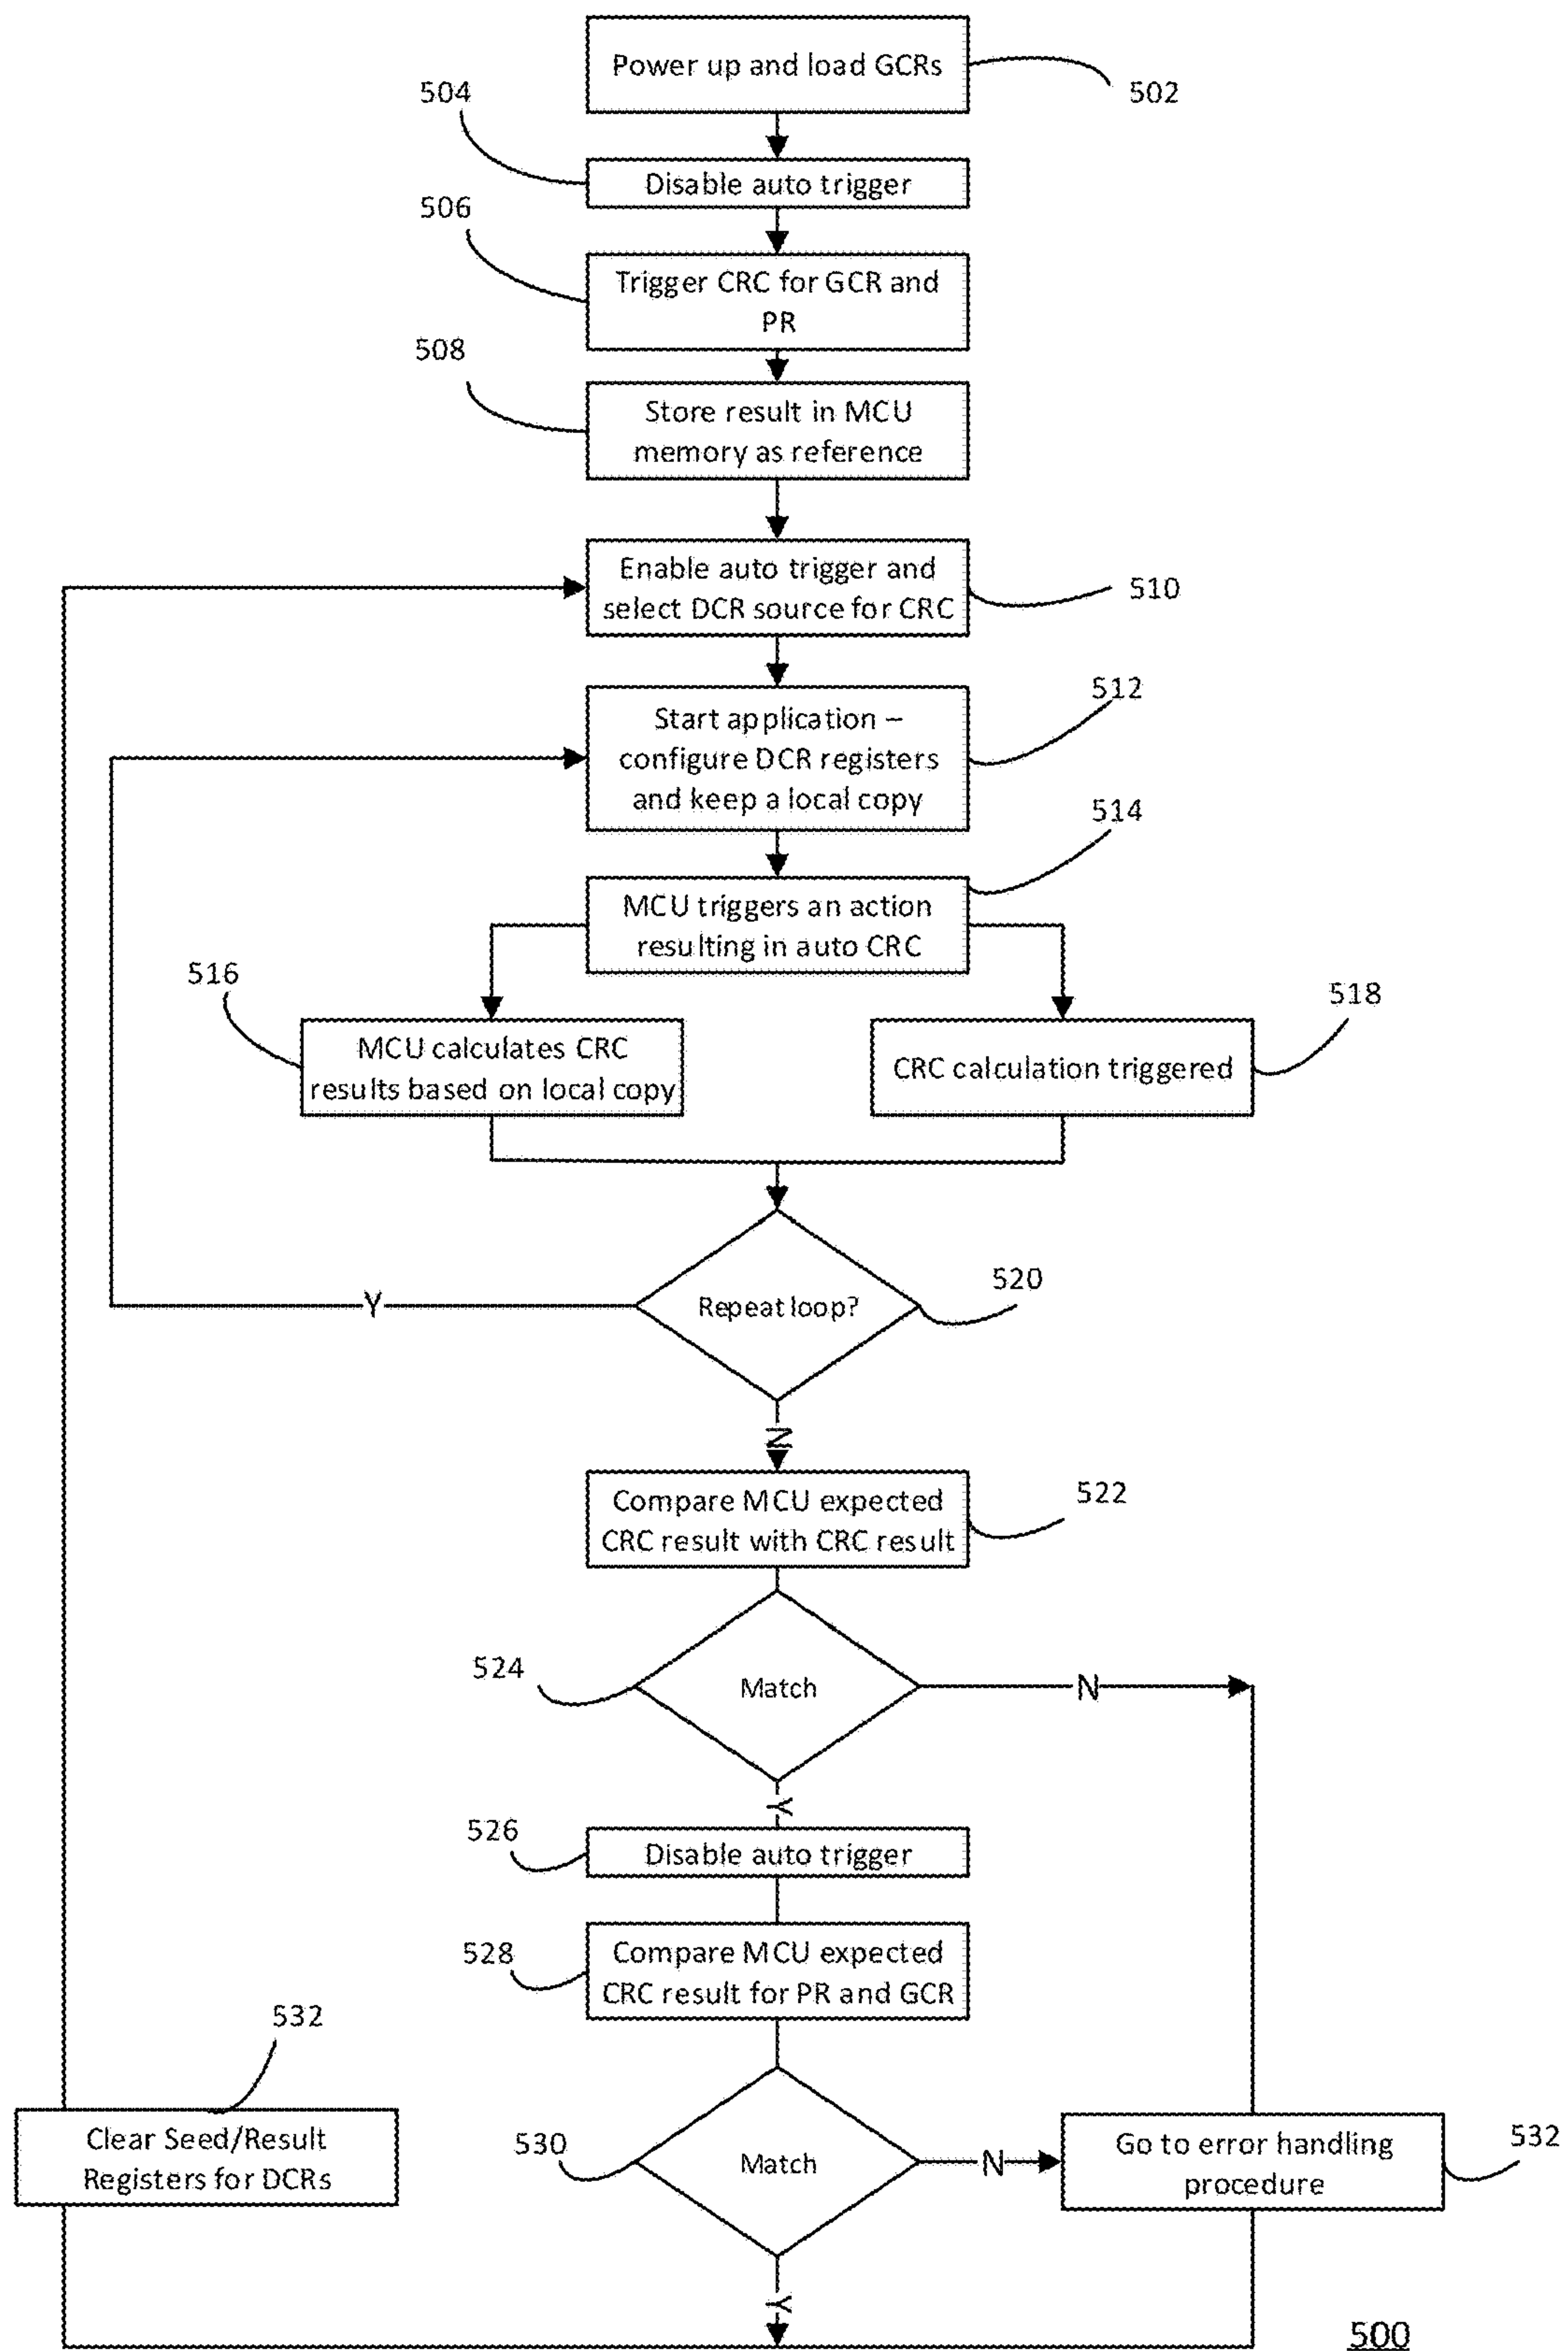 Power up and load GCRs
502
504
Disable auto trigger
506
Trigger CRC for GCR and
PR
508
Store result in MCU
memory as reference
Enable auto trigger and
select DCR source for CRC
510
512
Start application –
configure DCR registers
and keep a local copy
514
MCU triggers an action
resulting in auto CRC
516
518
MCU calculates CRC
results based on local copy
CRC calculation triggered
520
Repeat loop?
Y
N
522
Compare MCU expected
CRC result with CRC result
524
Match
N
Y
526
Disable auto trigger
528
Compare MCU expected
CRC result for PR and GCR
532
Clear Seed/Result
Registers for DCRs
530
Match
N
Go to error handling
procedure
532
Y
500